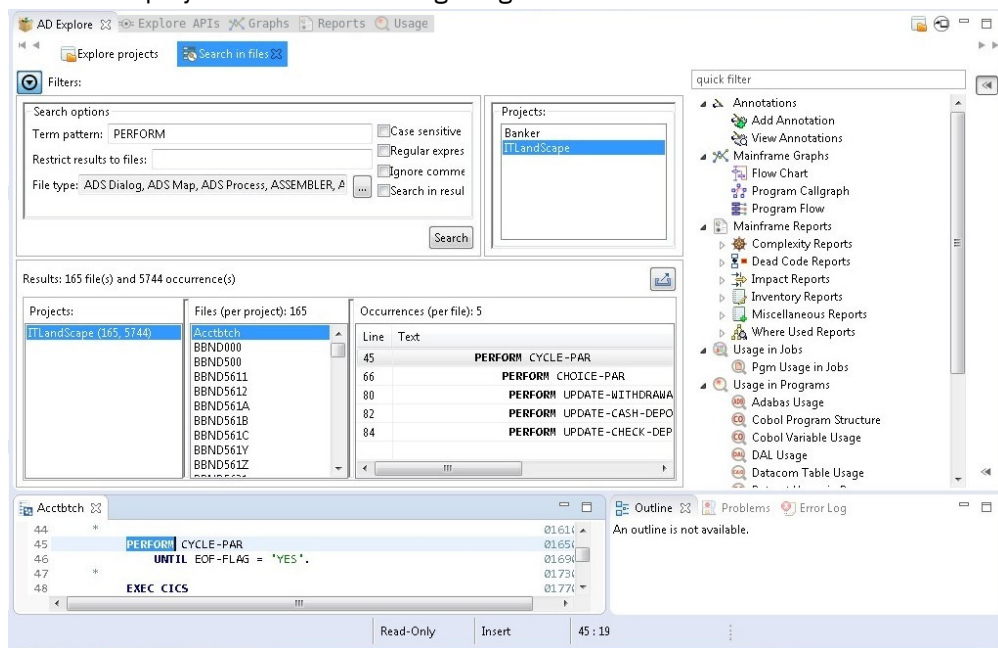 AD Explore Explore APIs Graphs Reports Usage
Explore projects Search in files
Filters:
quick filter
Search options
Term pattern: PERFORM
Restrict results to files:
File type: ADS Dialog, ADS Map, ADS Process, ASSEMBLER, A ...
Case sensitive
Regular expres
Ignore comme
Search in resul
Search
Projects:
Banker
ITLandScape
Results: 165 file(s) and 5744 occurrence(s)
Projects:
ITLandScape (165, 5744)
Files (per project): 165
Acctbtch
BBND000
BBND500
BBND5611
BBND5612
BBND561A
BBND561B
BBND561C
BBND561Y
BBND561Z
Occurrences (per file): 5
Line Text
45 PERFORM CYCLE-PAR
66 PERFORM CHOICE-PAR
80 PERFORM UPDATE-WITHDRAWA
82 PERFORM UPDATE-CASH-DEPO
84 PERFORM UPDATE-CHECK-DEP
Annotations
Add Annotation
View Annotations
Mainframe Graphs
Flow Chart
Program Callgraph
Program Flow
Mainframe Reports
Complexity Reports
Dead Code Reports
Impact Reports
Inventory Reports
Miscellaneous Reports
Where Used Reports
Usage in Jobs
Pgm Usage in Jobs
Usage in Programs
Adabas Usage
Cobol Program Structure
Cobol Variable Usage
DAL Usage
Datacom Table Usage
Acctbtch
44 * 0161
45 PERFORM CYCLE-PAR 0165
46 UNTIL EOF-FLAG = 'YES'. 0169
47 * 0173
48 EXEC CICS 0177
Outline Problems Error Log
An outline is not available.
Read-Only Insert 45 : 19